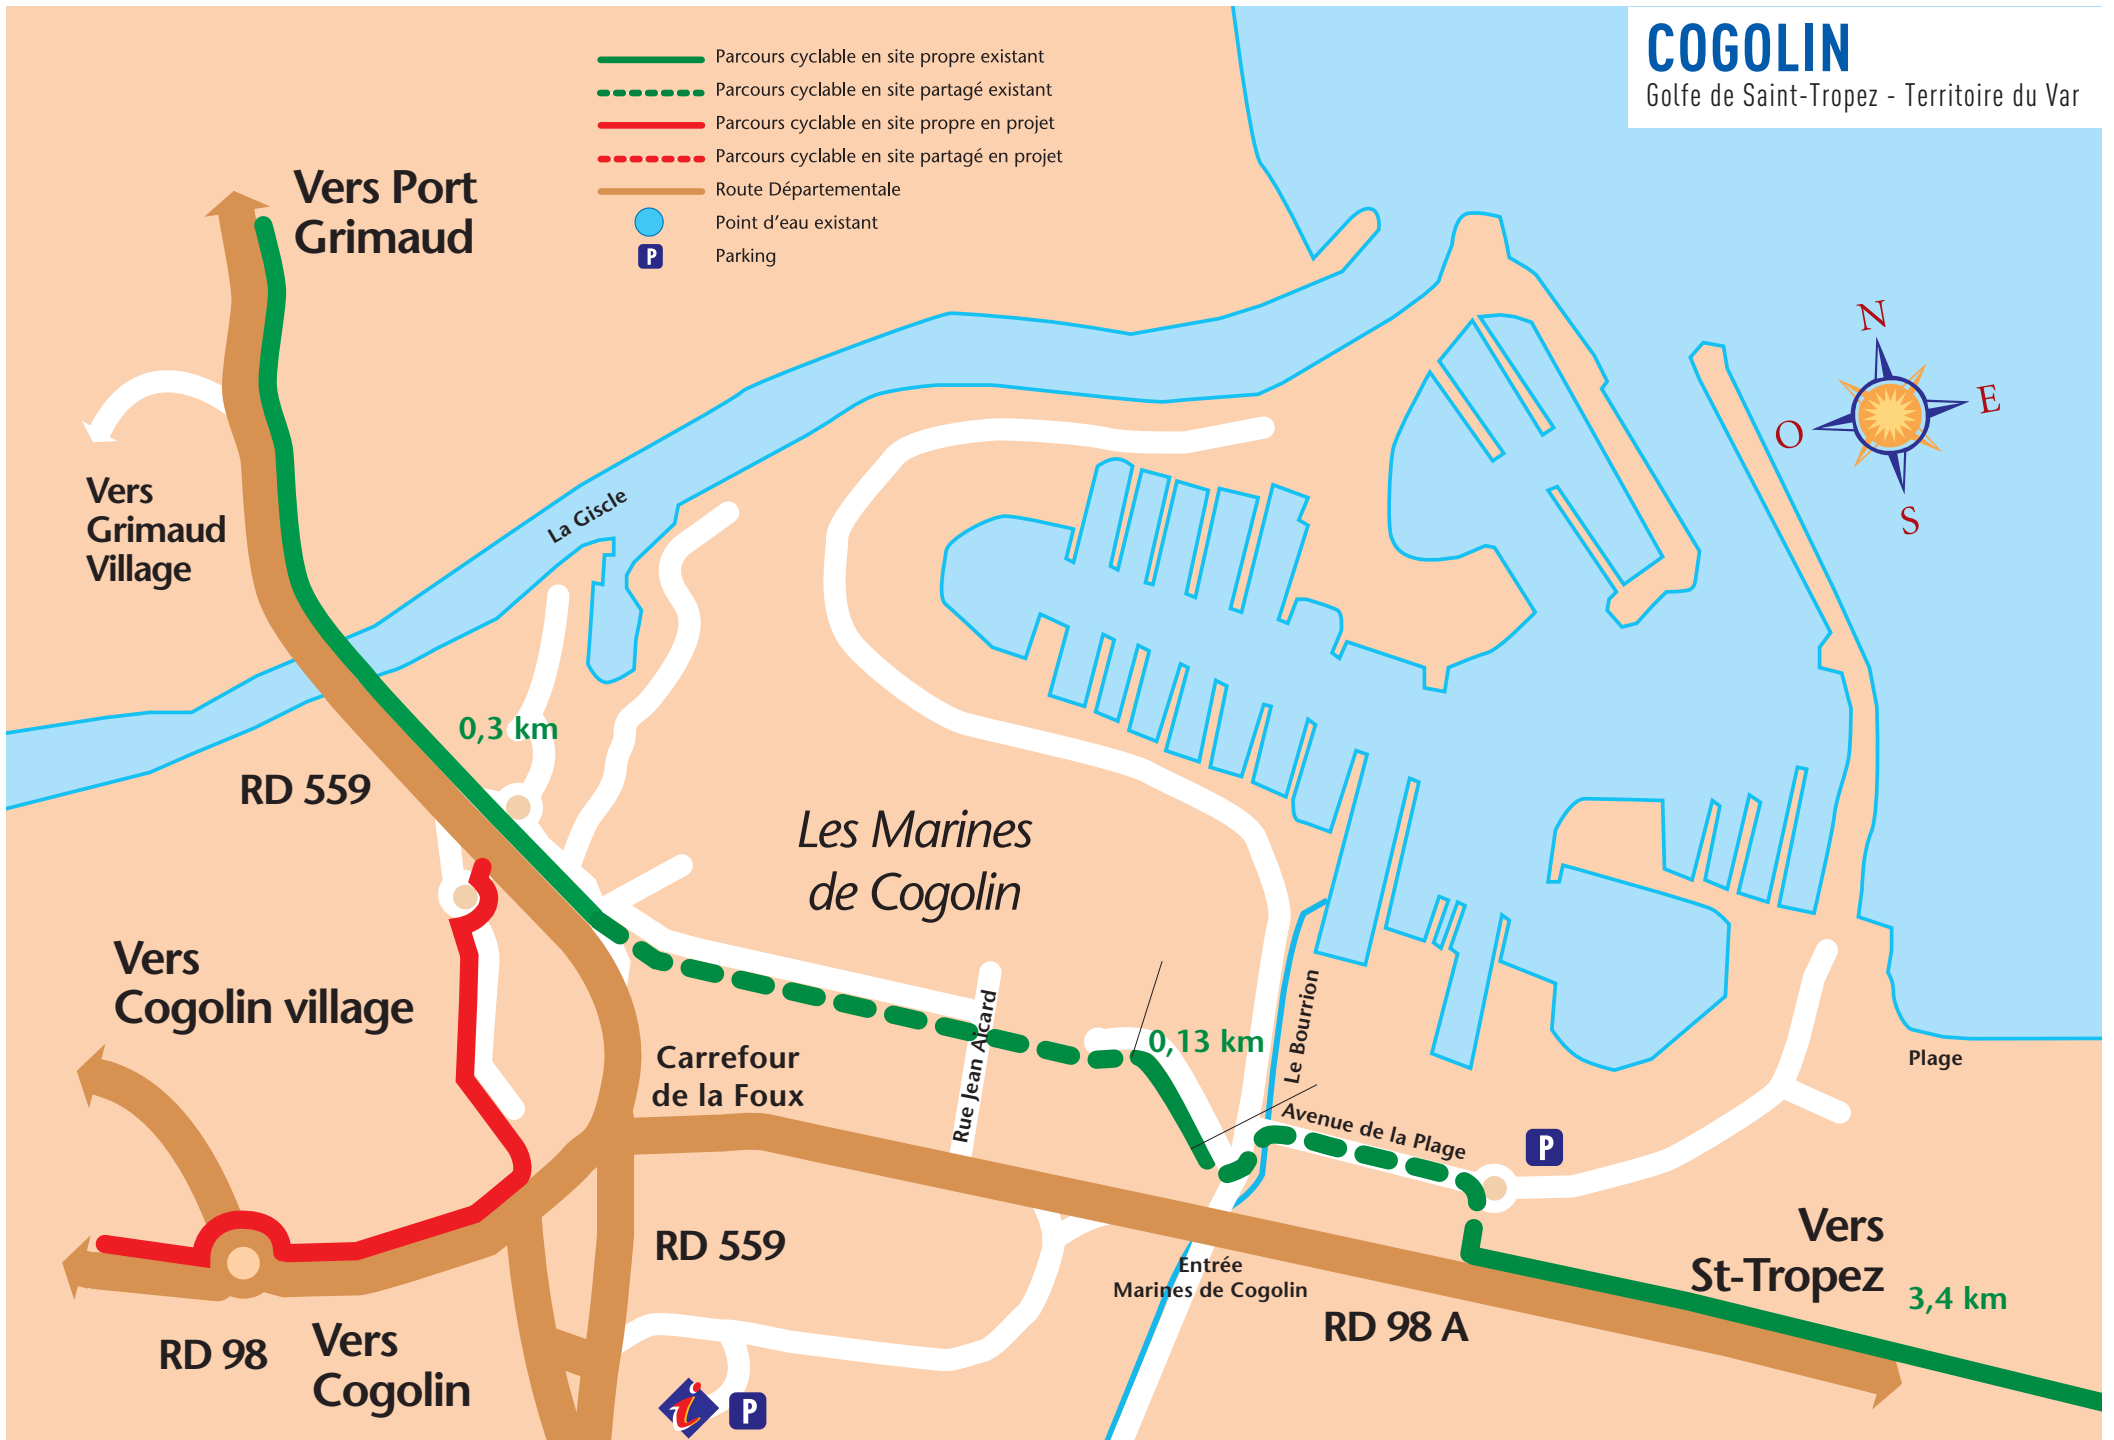 COGOLIN
Golfe de Saint-Tropez - Territoire du Var
Parcours cyclable en site propre existant
Parcours cyclable en site partagé existant
Parcours cyclable en site propre en projet
Parcours cyclable en site partagé en projet
Route Départementale
Point d'eau existant
P
Parking
Vers Port
Grimaud
N
E
O
S
Vers
Grimaud
Village
La Giscle
0,3 km
RD 559
Les Marines
de Cogolin
Vers
Cogolin village
Carrefour
de la Foux
Rue Jean Aicard
0,13 km
Le Bourrion
Avenue de la Plage
P
Plage
Vers
St-Tropez
3,4 km
RD 559
Entrée
Marines de Cogolin
RD 98 A
RD 98
Vers
Cogolin
i
P